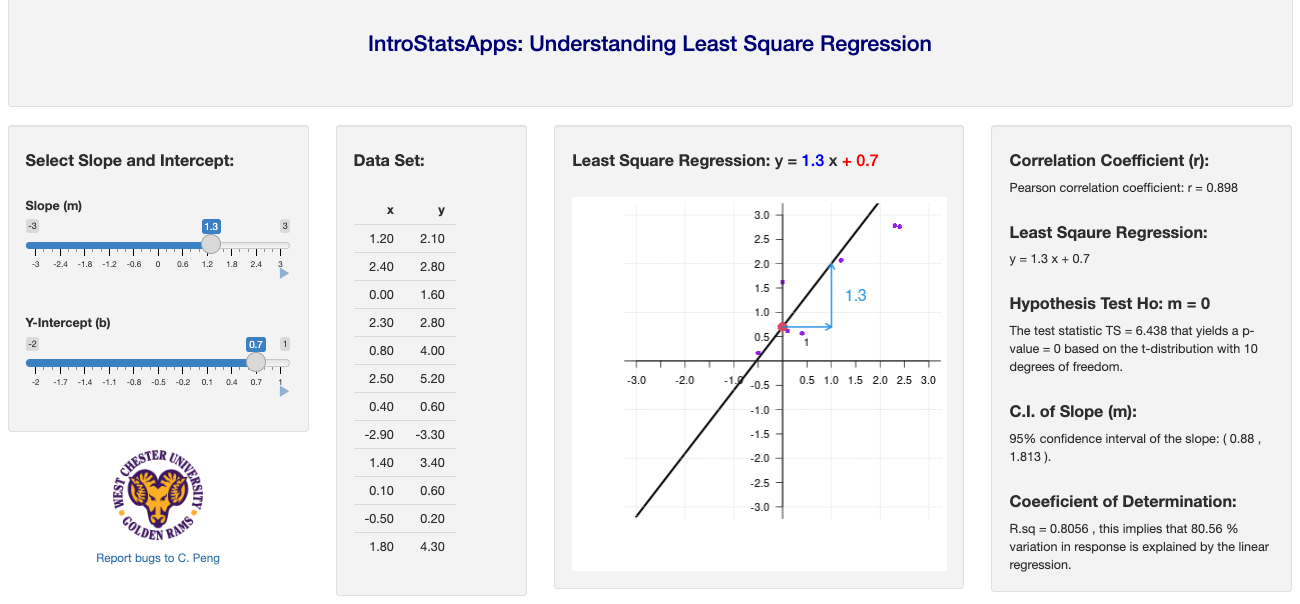 IntroStatsApps: Understanding Least Square Regression
Select Slope and Intercept:
Slope (m)
-3 1.3 3
-3 -2.4 -1.8 -1.2 -0.6 0 0.6 1.2 1.8 2.4 3
Y-Intercept (b)
-2 0.7 1
-2 -1.7 -1.4 -1.1 -0.8 -0.5 -0.2 0.1 0.4 0.7 1
WEST CHESTER UNIVERSITY
GOLDEN RAMS
Report bugs to C. Peng
Data Set:
x y
1.20 2.10
2.40 2.80
0.00 1.60
2.30 2.80
0.80 4.00
2.50 5.20
0.40 0.60
-2.90 -3.30
1.40 3.40
0.10 0.60
-0.50 0.20
1.80 4.30
Least Square Regression: y = 1.3 x + 0.7
3.0
2.5
2.0
1.5
1.3
1.0
0.5
1
-3.0 -2.0 -1.0 0.5 1.0 1.5 2.0 2.5 3.0
-0.5
-1.0
-1.5
-2.0
-2.5
-3.0
Correlation Coefficient (r):
Pearson correlation coefficient: r = 0.898
Least Sqaure Regression:
y = 1.3 x + 0.7
Hypothesis Test Ho: m = 0
The test statistic TS = 6.438 that yields a p-
value = 0 based on the t-distribution with 10
degrees of freedom.
C.I. of Slope (m):
95% confidence interval of the slope: ( 0.88 ,
1.813 ).
Coeeficient of Determination:
R.sq = 0.8056 , this implies that 80.56 %
variation in response is explained by the linear
regression.